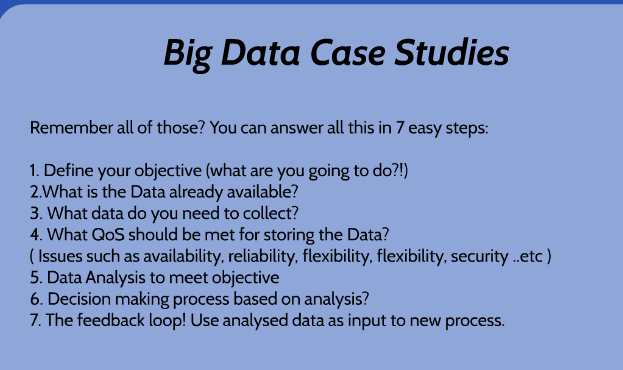 Big Data Case Studies
Remember all of those? You can answer all this in 7 easy steps:
1. Define your objective (what are you going to do?!)
2.What is the Data already available?
3. What data do you need to collect?
4. What QoS should be met for storing the Data?
( Issues such as availability, reliability, flexibility, flexibility, security ..etc )
5. Data Analysis to meet objective
6. Decision making process based on analysis?
7. The feedback loop! Use analysed data as input to new process.